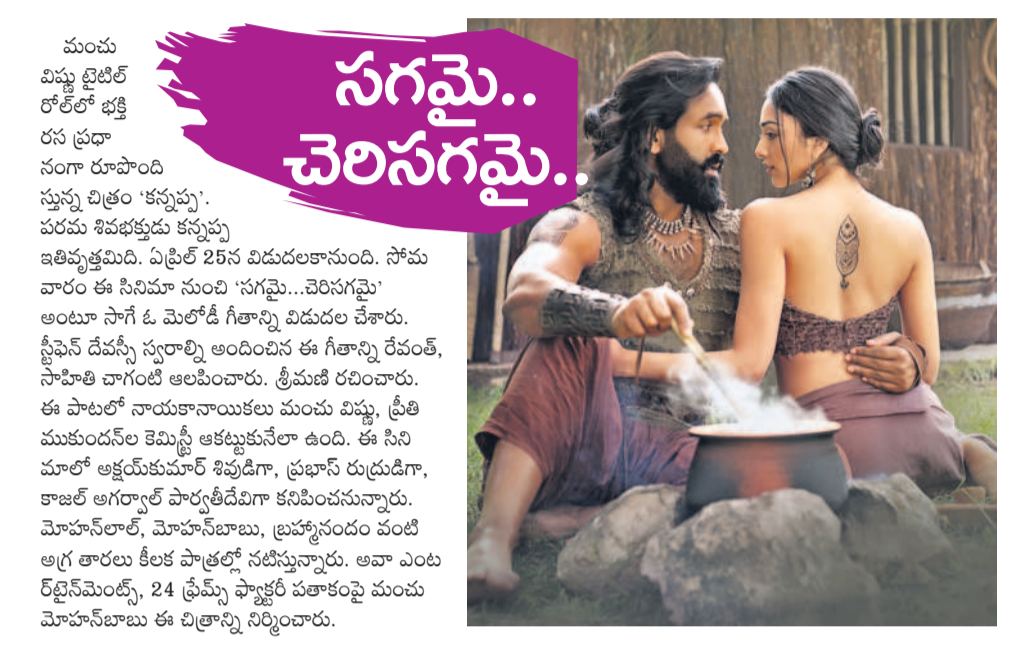 సగమై..
చెరిసగమై..
మంచు
విష్ణు టైటిల్
రోల్‌లో భక్తి
రస ప్రధా
నంగా రూపొంది
స్తున్న చిత్రం ‘కన్నప్ప’.
పరమ శివభక్తుడు కన్నప్ప
ఇతివృత్తమిది. ఏప్రిల్ 25న విడుదలకానుంది. సోమ
వారం ఈ సినిమా నుంచి ‘సగమై...చెరిసగమై’
అంటూ సాగే ఓ మెలోడీ గీతాన్ని విడుదల చేశారు.
స్టీఫెన్ దేవస్సీ స్వరాల్ని అందించిన ఈ గీతాన్ని రేవంత్,
సాహితి చాగంటి ఆలపించారు. శ్రీమణి రచించారు.
ఈ పాటలో నాయకానాయికలు మంచు విష్ణు, ప్రీతి
ముకుందన్‌ల కెమిస్ట్రీ ఆకట్టుకునేలా ఉంది. ఈ సిని
మాలో అక్షయ్‌కుమార్ శివుడిగా, ప్రభాస్ రుద్రుడిగా,
కాజల్ అగర్వాల్ పార్వతీదేవిగా కనిపించనున్నారు.
మోహన్‌లాల్, మోహన్‌బాబు, బ్రహ్మానందం వంటి
అగ్ర తారలు కీలక పాత్రల్లో నటిస్తున్నారు. అవా ఎంట
ర్‌టైన్‌మెంట్స్, 24 ఫ్రేమ్స్ ఫ్యాక్టరీ పతాకంపై మంచు
మోహన్‌బాబు ఈ చిత్రాన్ని నిర్మించారు.